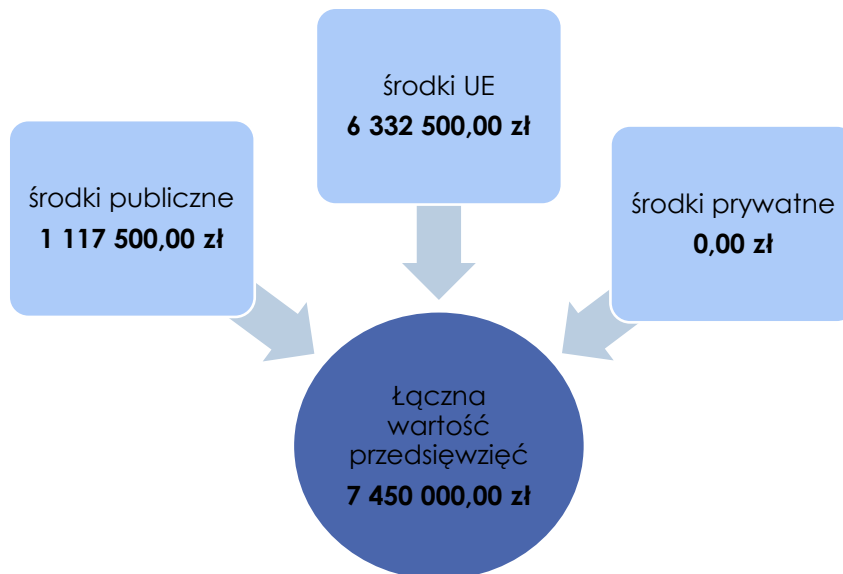 środki publiczne
1 117 500,00 zł
środki UE
6 332 500,00 zł
środki prywatne
0,00 zł
Łączna
wartość
przedsięwzięć
7 450 000,00 zł